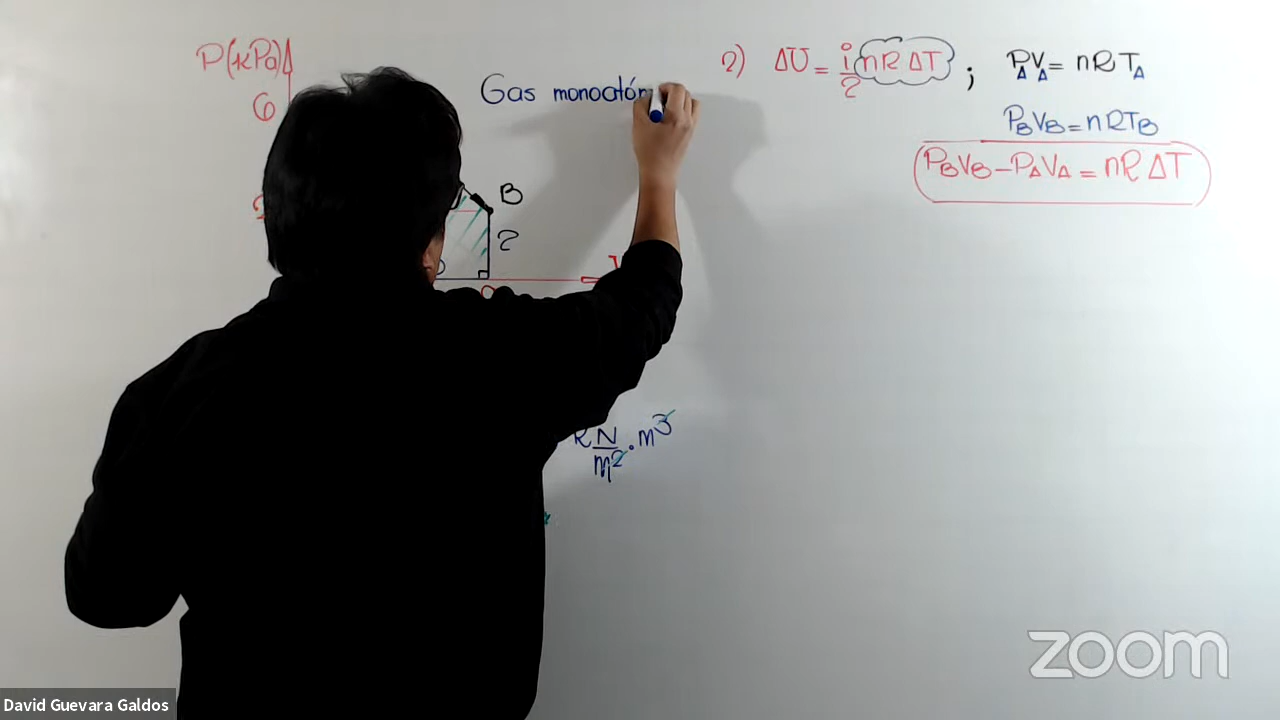 P(kPa)
6
Gas monoatóm
2) ΔU = i/2 nRΔT ; P_A V_A = nRT_A
P_B V_B = nRT_B
P_B V_B − P_A V_A = nRΔT
B
2
N/m² · m³
zoom
David Guevara Galdos